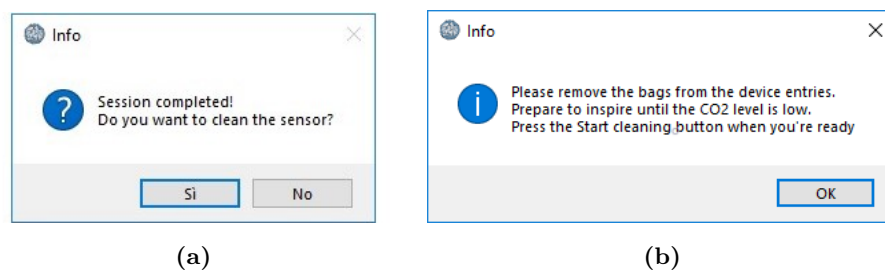 Info
Session completed!
Do you want to clean the sensor?
Sì
No
(a)
Info
Please remove the bags from the device entries.
Prepare to inspire until the CO2 level is low.
Press the Start cleaning button when you're ready
OK
(b)